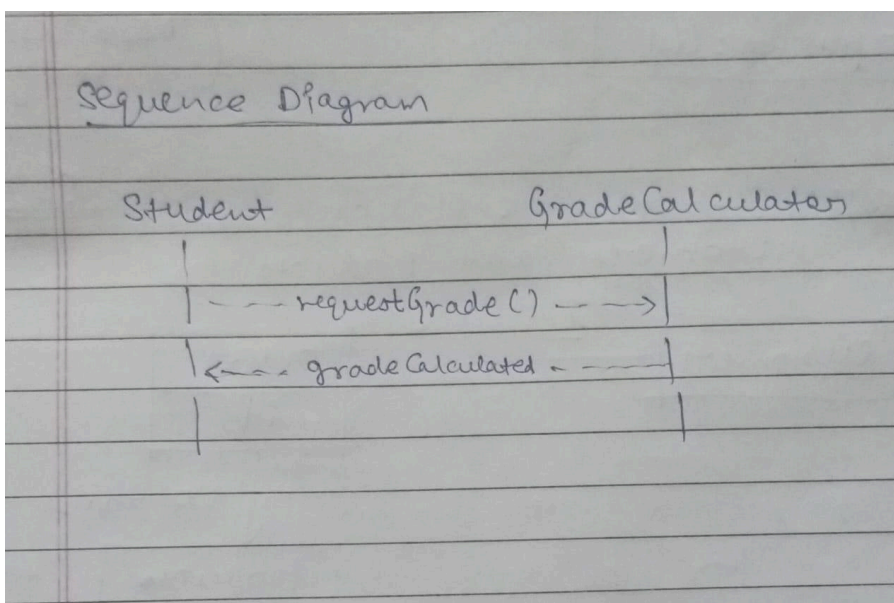 Sequence Diagram
Student GradeCalculator
requestGrade()
gradeCalculated